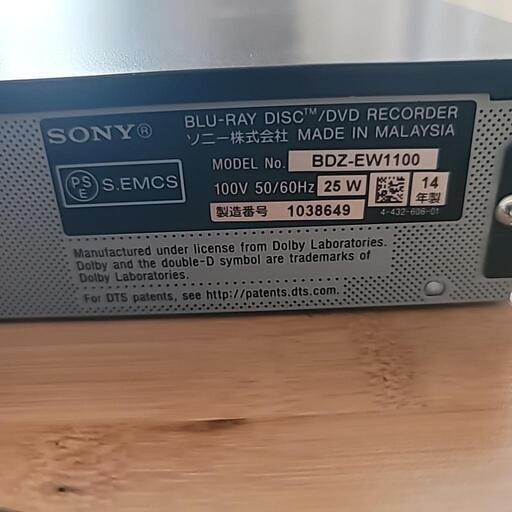 SONY®
BLU-RAY DISC™/DVD RECORDER
ソニー株式会社 MADE IN MALAYSIA
MODEL No. BDZ-EW1100
PSE S.EMCS
100V 50/60Hz 25 W
14年製
製造番号 1038649
4-432-606-01
Manufactured under license from Dolby Laboratories.
Dolby and the double-D symbol are trademarks of
Dolby Laboratories.
For DTS patents, see http://patents.dts.com.